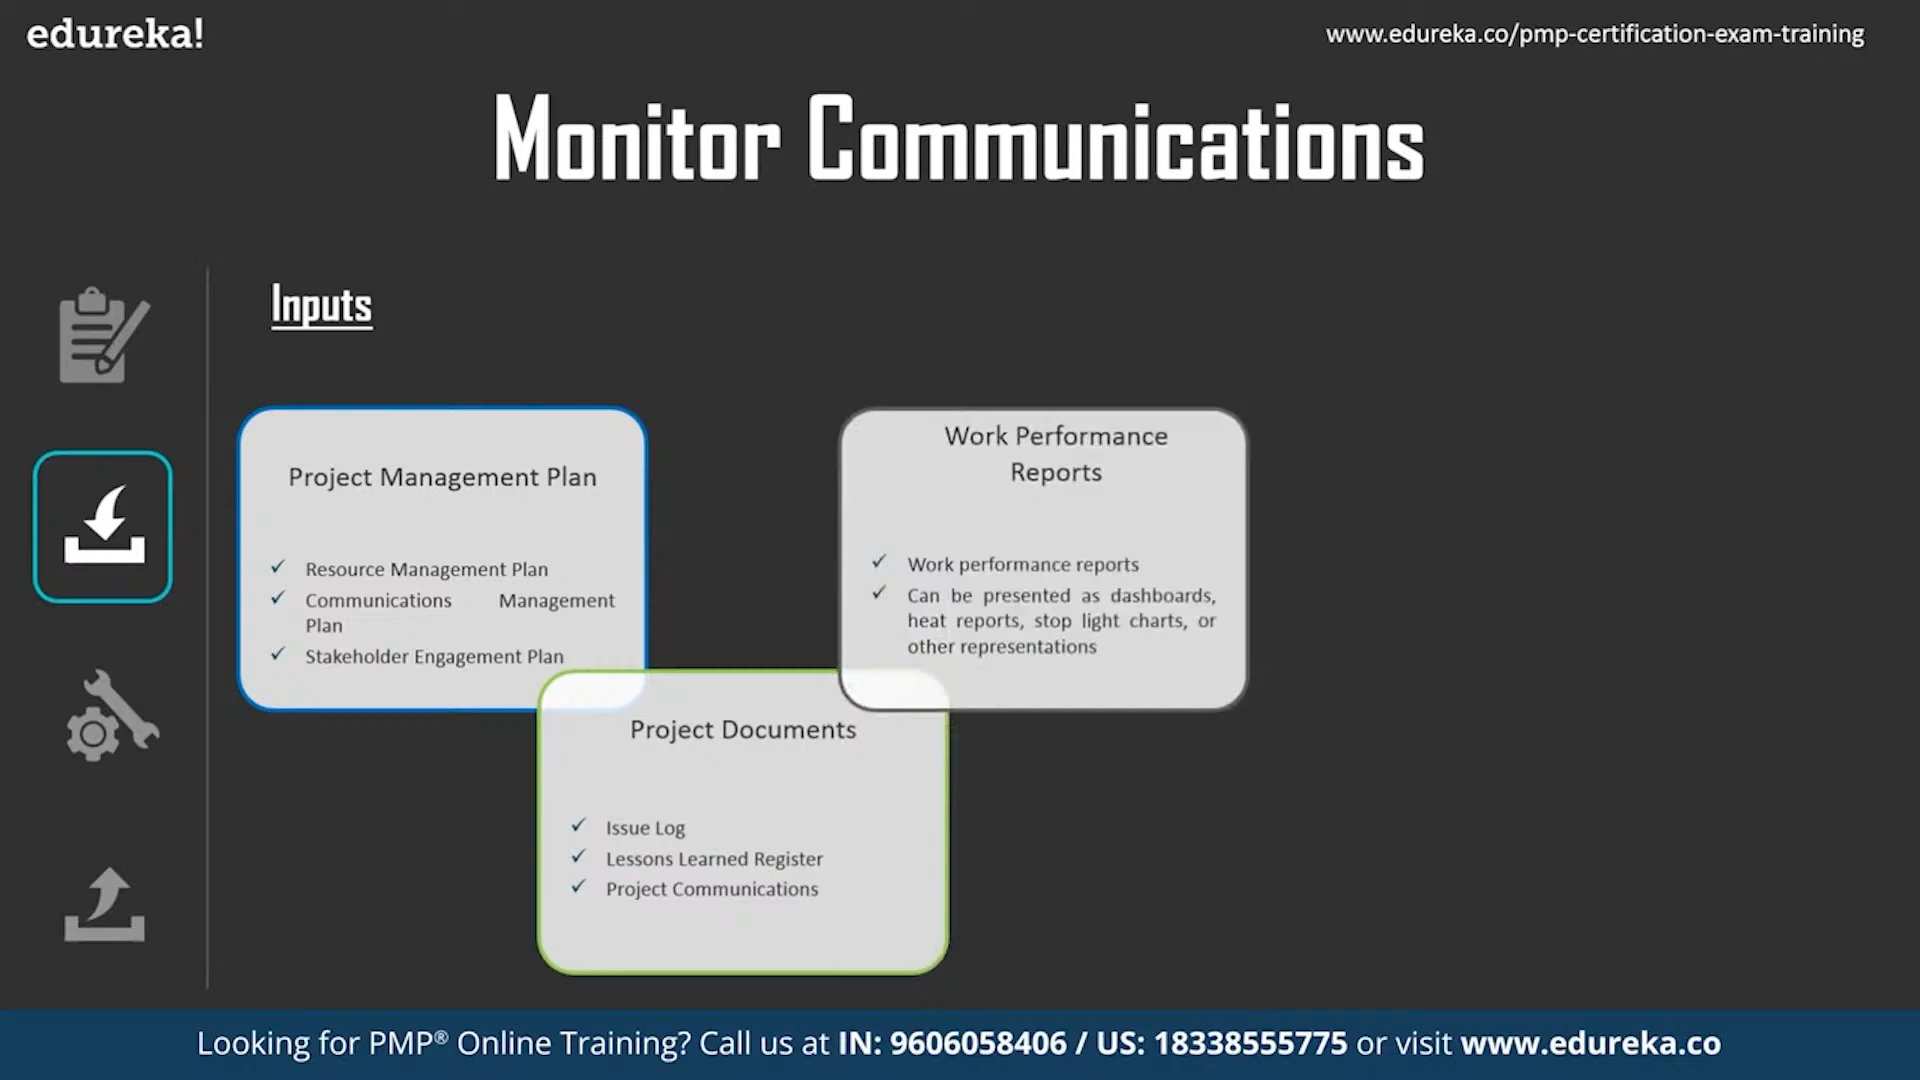 edureka!
www.edureka.co/pmp-certification-exam-training
Monitor Communications
Inputs
Project Management Plan
✓ Resource Management Plan
✓ Communications Management
Plan
✓ Stakeholder Engagement Plan
Work Performance
Reports
✓ Work performance reports
✓ Can be presented as dashboards,
heat reports, stop light charts, or
other representations
Project Documents
✓ Issue Log
✓ Lessons Learned Register
✓ Project Communications
Looking for PMP® Online Training? Call us at IN: 9606058406 / US: 18338555775 or visit www.edureka.co